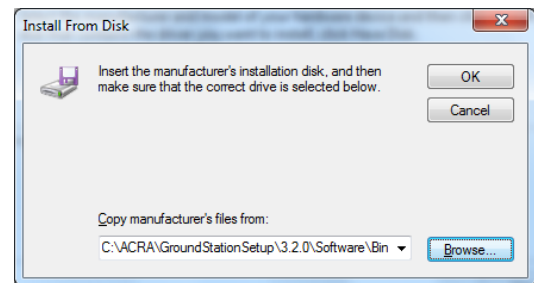 Install From Disk
Insert the manufacturer's installation disk, and then
make sure that the correct drive is selected below.
OK
Cancel
Copy manufacturer's files from:
C:\ACRA\GroundStationSetup\3.2.0\Software\Bin
Browse...